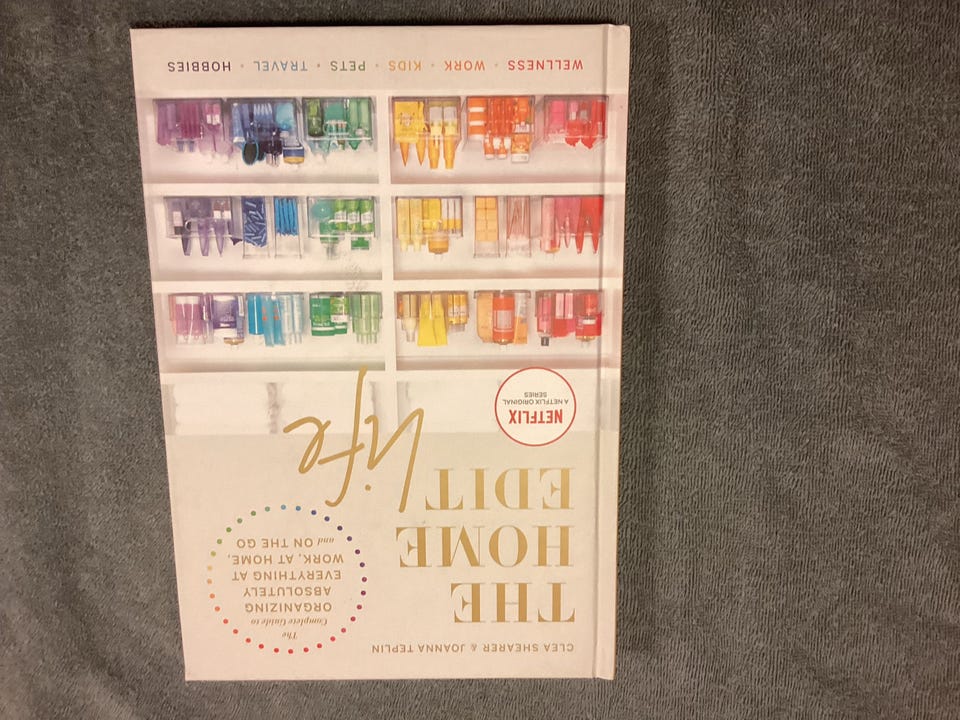 CLEA SHEARER & JOANNA TEPLIN
THE
HOME
EDIT
life
The
Complete Guide to
ORGANIZING
ABSOLUTELY
EVERYTHING AT
WORK, AT HOME,
and ON THE GO
NETFLIX
A NETFLIX ORIGINAL
SERIES
WELLNESS • WORK • KIDS • PETS • TRAVEL • HOBBIES